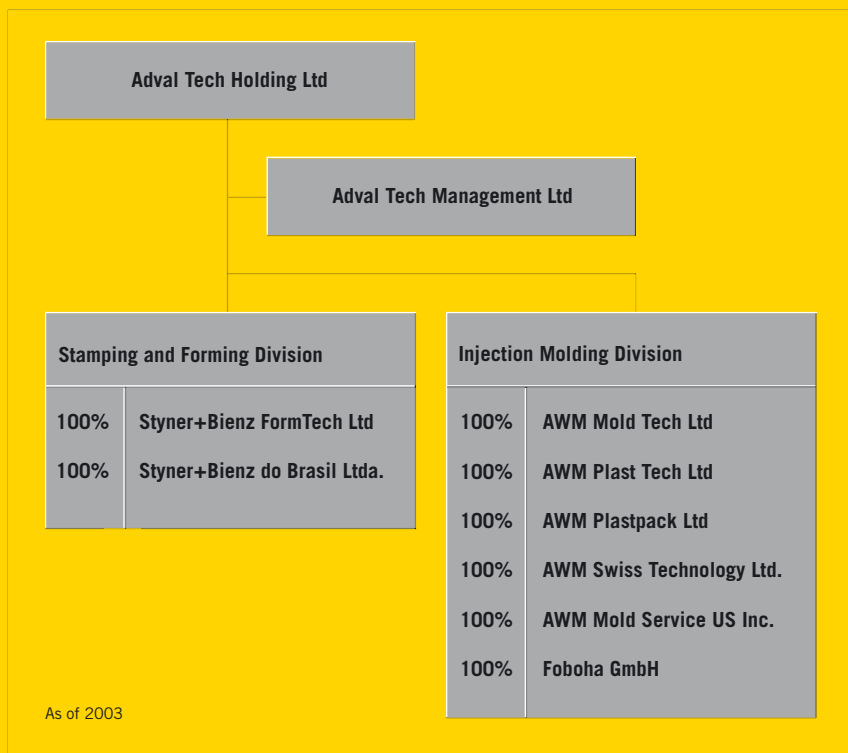 Adval Tech Holding Ltd
Adval Tech Management Ltd
Stamping and Forming Division
100% Styner+Bienz FormTech Ltd
100% Styner+Bienz do Brasil Ltda.
Injection Molding Division
100% AWM Mold Tech Ltd
100% AWM Plast Tech Ltd
100% AWM Plastpack Ltd
100% AWM Swiss Technology Ltd.
100% AWM Mold Service US Inc.
100% Foboha GmbH
As of 2003